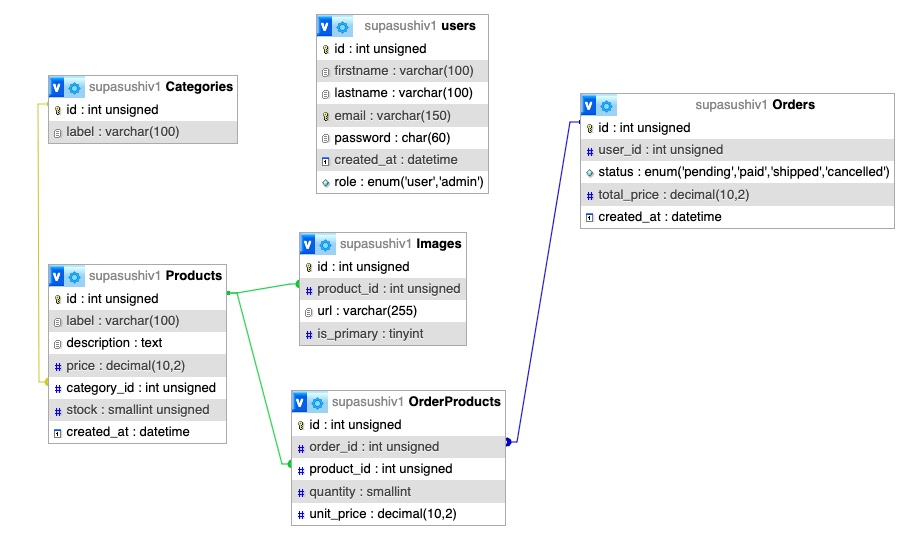 supasushiv1 users
id : int unsigned
firstname : varchar(100)
lastname : varchar(100)
email : varchar(150)
password : char(60)
created_at : datetime
role : enum('user','admin')
supasushiv1 Categories
id : int unsigned
label : varchar(100)
supasushiv1 Orders
id : int unsigned
user_id : int unsigned
status : enum('pending','paid','shipped','cancelled')
total_price : decimal(10,2)
created_at : datetime
supasushiv1 Images
id : int unsigned
product_id : int unsigned
url : varchar(255)
is_primary : tinyint
supasushiv1 Products
id : int unsigned
label : varchar(100)
description : text
price : decimal(10,2)
category_id : int unsigned
stock : smallint unsigned
created_at : datetime
supasushiv1 OrderProducts
id : int unsigned
order_id : int unsigned
product_id : int unsigned
quantity : smallint
unit_price : decimal(10,2)